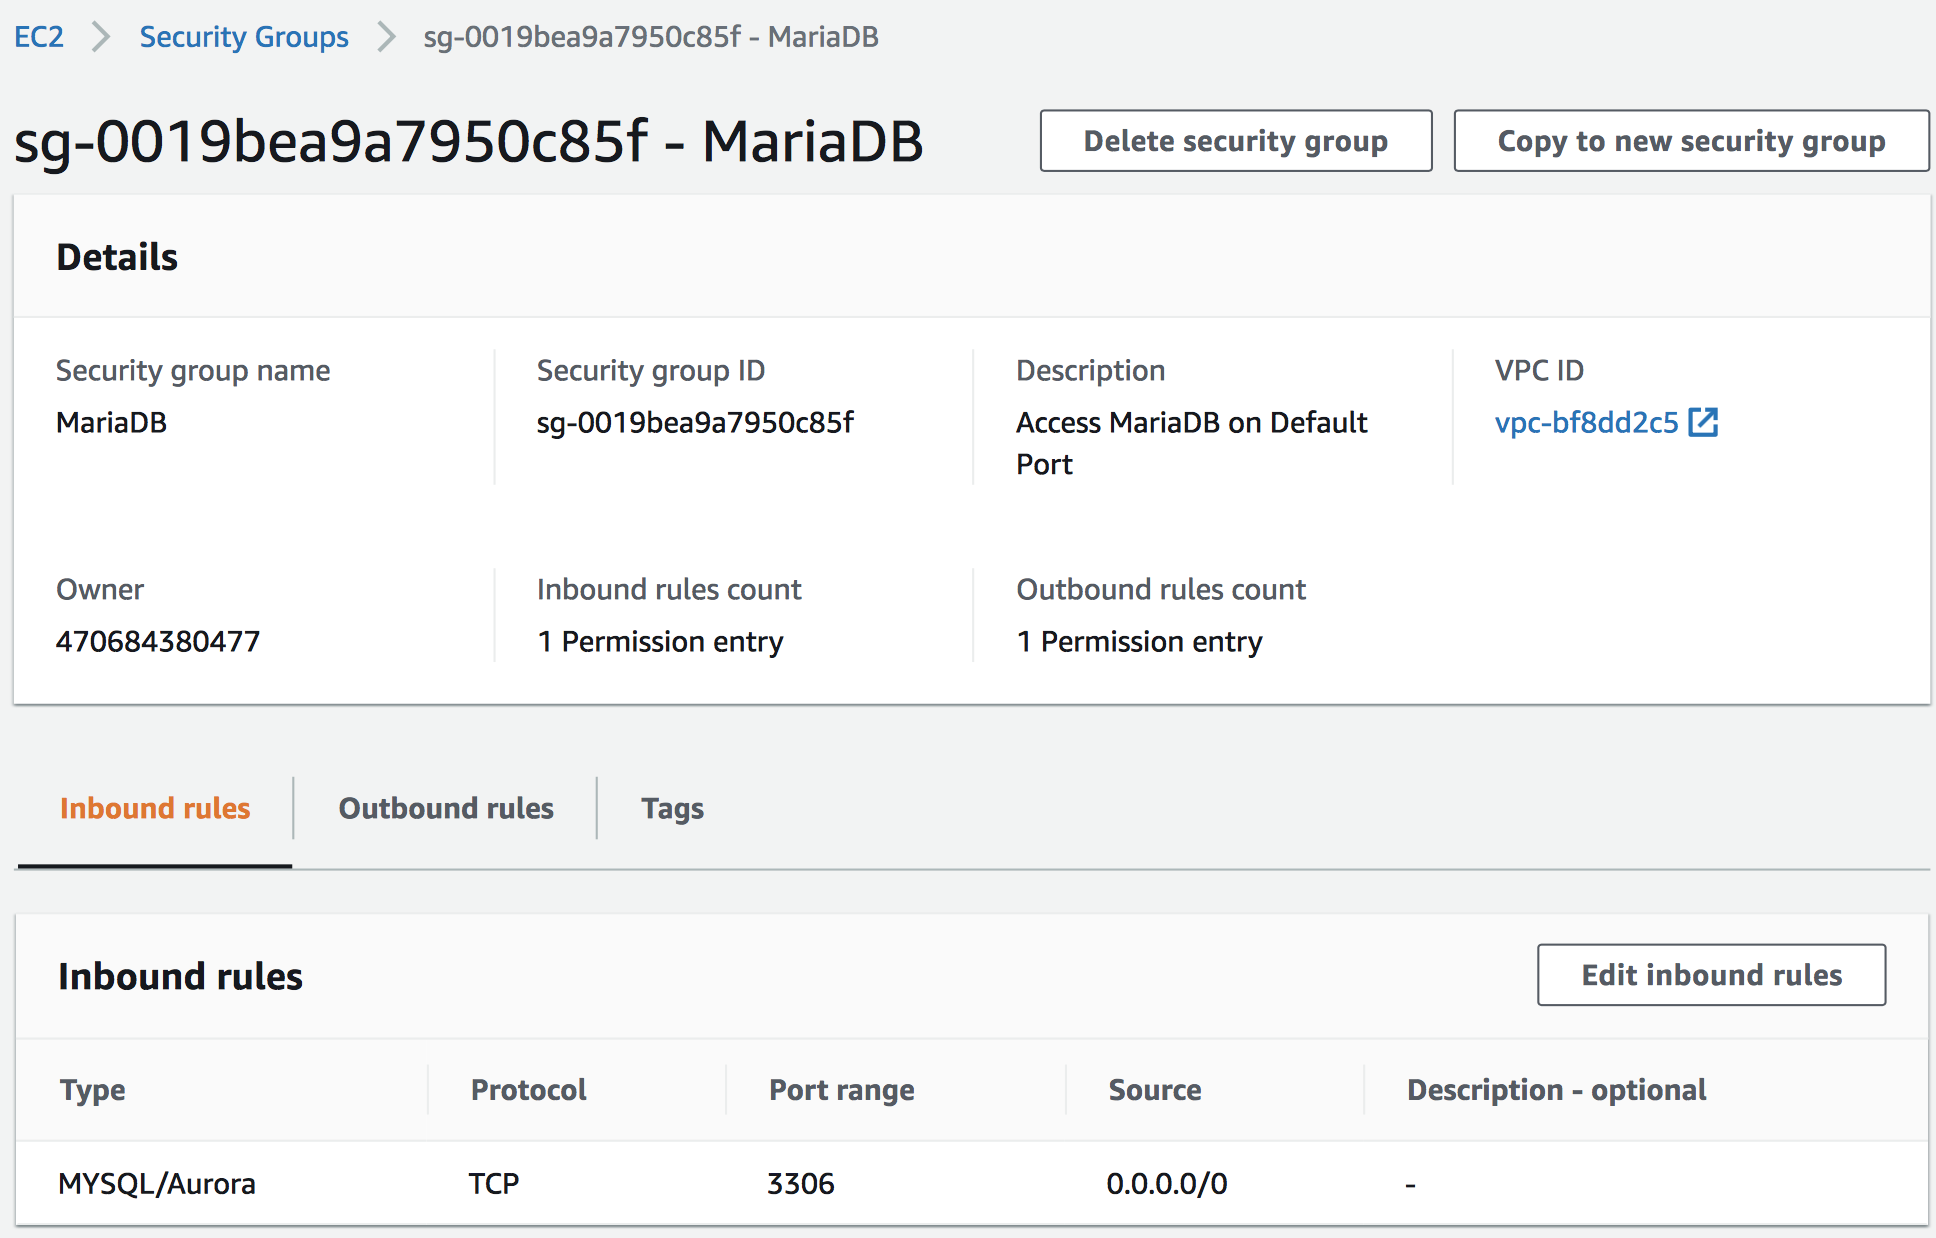 EC2 > Security Groups > sg-0019bea9a7950c85f - MariaDB
sg-0019bea9a7950c85f - MariaDB
Delete security group
Copy to new security group
Details
Security group name
Security group ID
Description
VPC ID
MariaDB
sg-0019bea9a7950c85f
Access MariaDB on Default
Port
vpc-bf8dd2c5
Owner
Inbound rules count
Outbound rules count
470684380477
1 Permission entry
1 Permission entry
Inbound rules
Outbound rules
Tags
Inbound rules
Edit inbound rules
Type
Protocol
Port range
Source
Description - optional
MYSQL/Aurora
TCP
3306
0.0.0.0/0
-